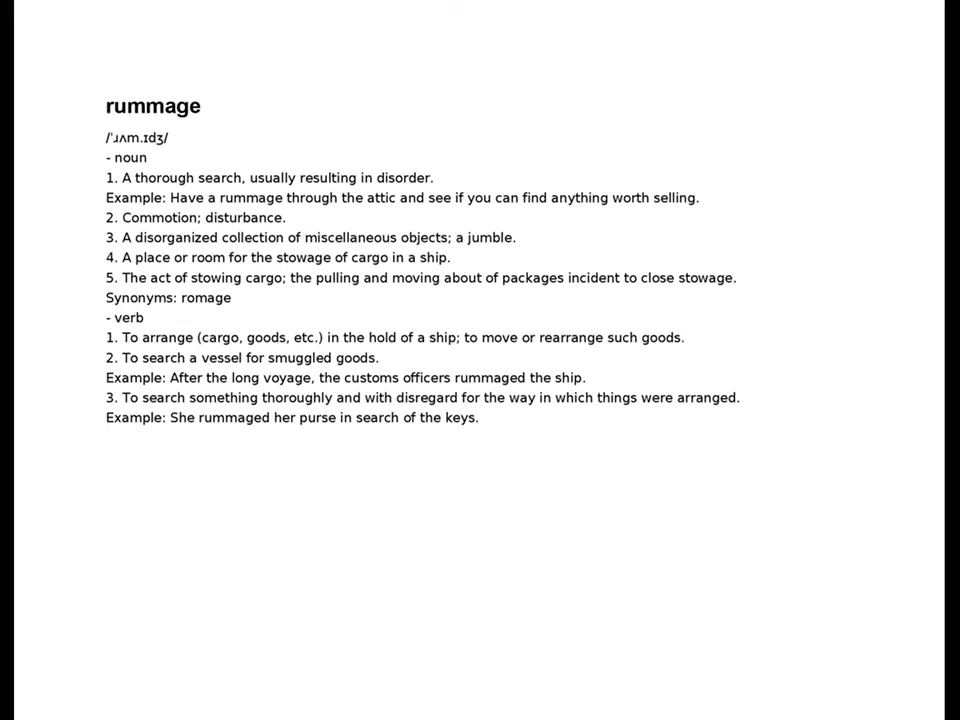 rummage
/ˈɹʌm.ɪdʒ/
- noun
1. A thorough search, usually resulting in disorder.
Example: Have a rummage through the attic and see if you can find anything worth selling.
2. Commotion; disturbance.
3. A disorganized collection of miscellaneous objects; a jumble.
4. A place or room for the stowage of cargo in a ship.
5. The act of stowing cargo; the pulling and moving about of packages incident to close stowage.
Synonyms: romage
- verb
1. To arrange (cargo, goods, etc.) in the hold of a ship; to move or rearrange such goods.
2. To search a vessel for smuggled goods.
Example: After the long voyage, the customs officers rummaged the ship.
3. To search something thoroughly and with disregard for the way in which things were arranged.
Example: She rummaged her purse in search of the keys.